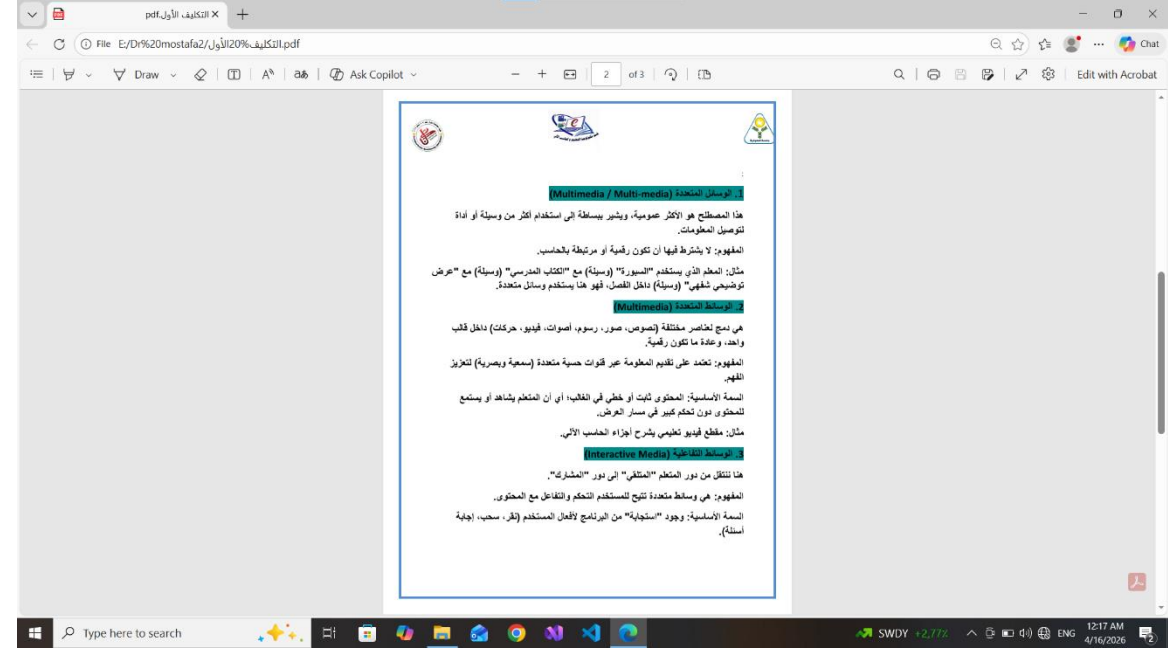 التكليف الأول.pdf
File E:/Dr%20mostafa2/التكليف%20الأول.pdf
Chat
Draw
Ask Copilot
2 of 3
Edit with Acrobat
:
1. الوسائل المتعددة (Multimedia / Multi-media)
هذا المصطلح هو الأكثر عمومية، ويشير ببساطة إلى استخدام أكثر من وسيلة أو أداة
لتوصيل المعلومات.
المفهوم: لا يشترط فيها أن تكون رقمية أو مرتبطة بالحاسب.
مثال: المعلم الذي يستخدم "السبورة" (وسيلة) مع "الكتاب المدرسي" (وسيلة) مع "عرض
توضيحي شفهي" (وسيلة) داخل الفصل، فهو هنا يستخدم وسائل متعددة.
2. الوسائط المتعددة (Multimedia)
هي دمج لعناصر مختلفة (نصوص، صور، رسوم، أصوات، فيديو، حركات) داخل قالب
واحد، وعادة ما تكون رقمية.
المفهوم: تعتمد على تقديم المعلومة عبر قنوات حسية متعددة (سمعية وبصرية) لتعزيز
الفهم.
السمة الأساسية: المحتوى ثابت أو خطي في الغالب؛ أي أن المتعلم يشاهد أو يستمع
للمحتوى دون تحكم كبير في مسار العرض.
مثال: مقطع فيديو تعليمي يشرح أجزاء الحاسب الآلي.
3. الوسائط التفاعلية (Interactive Media)
هنا ننتقل من دور المتعلم "المتلقي" إلى دور "المشارك".
المفهوم: هي وسائط متعددة تتيح للمستخدم التحكم والتفاعل مع المحتوى.
السمة الأساسية: وجود "استجابة" من البرنامج لأفعال المستخدم (نقر، سحب، إجابة
أسئلة).
Type here to search
SWDY +2,77%
ENG
12:17 AM
4/16/2026